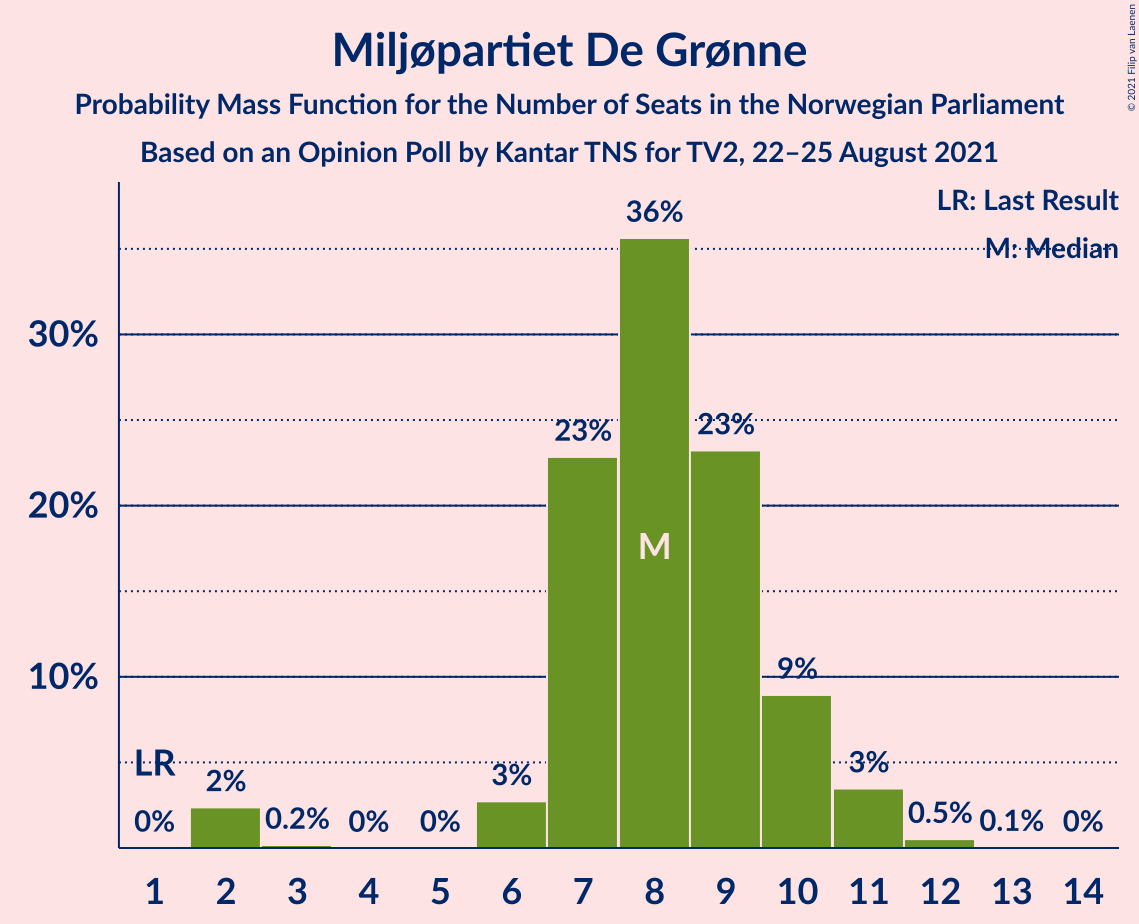 Miljøpartiet De Grønne
Probability Mass Function for the Number of Seats in the Norwegian Parliament
Based on an Opinion Poll by Kantar TNS for TV2, 22–25 August 2021
© 2021 Filip van Laenen
LR: Last Result
M: Median
36%
30%
23%
23%
20%
M
10%
9%
LR
3%
3%
2%
0%
0.2%
0%
0%
0.5%
0.1%
0%
1 2 3 4 5 6 7 8 9 10 11 12 13 14